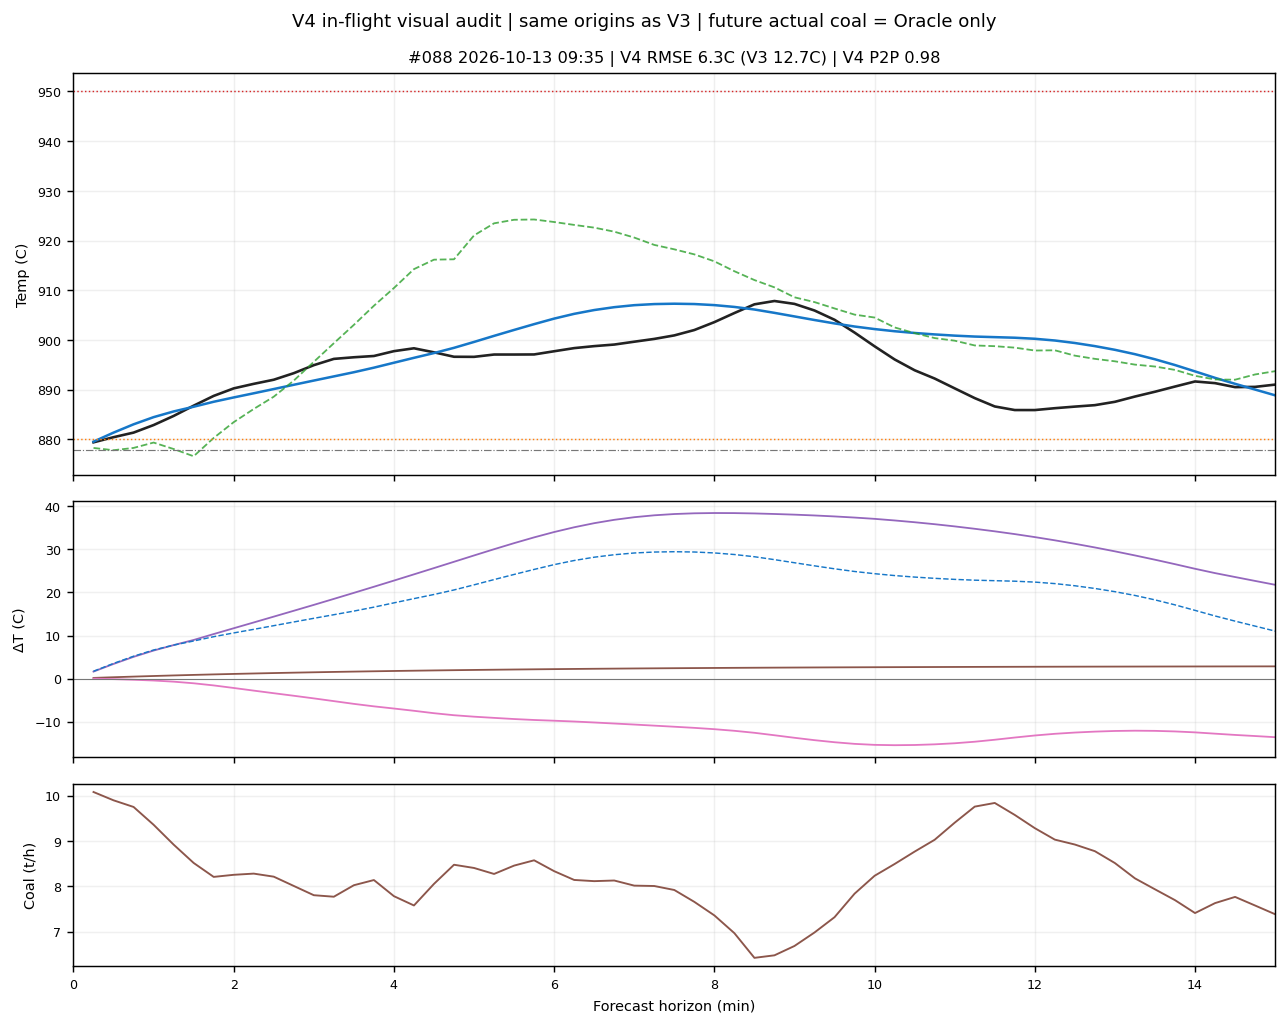 V4 in-flight visual audit | same origins as V3 | future actual coal = Oracle only
#088 2026-10-13 09:35 | V4 RMSE 6.3C (V3 12.7C) | V4 P2P 0.98
950
940
930
920
910
900
890
880
Temp (C)
40
30
20
10
0
−10
ΔT (C)
10
9
8
7
Coal (t/h)
0 2 4 6 8 10 12 14
Forecast horizon (min)